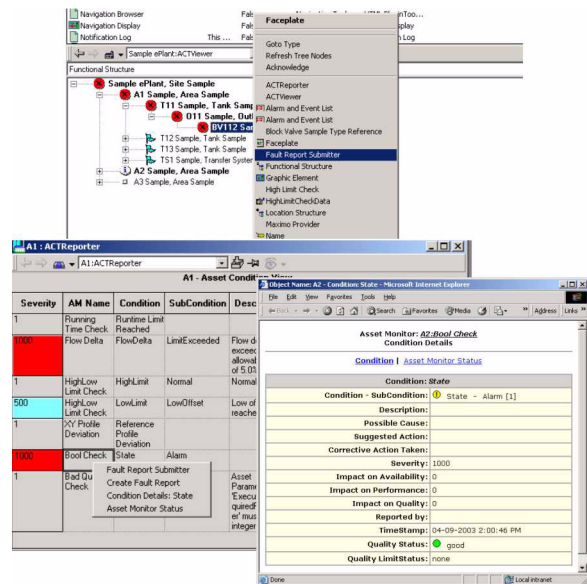 Navigation Browser
Navigation Display
Notification Log This ... Fals
Faceplate
Goto Type
Refresh Tree Nodes
Acknowledge
ACTReporter
ACTViewer
Alarm and Event List
Alarm and Event List
Block Valve Sample Type Reference
Faceplate
Fault Report Submitter
Functional Structure
Graphic Element
High Limit Check
HighLimitCheckData
Location Structure
Maximo Provider
Name
Sample ePlant:ACTViewer
Functional Structure
Sample ePlant, Site Sample
A1 Sample, Area Sample
T11 Sample, Tank Samp
O11 Sample, Outl
BV112 Sam
T12 Sample, Tank Sample
T13 Sample, Tank Sample
TS1 Sample, Transfer System
A2 Sample, Area Sample
A3 Sample, Area Sample
A1 : ACTReporter
A1:ACTReporter
A1 - Asset Condition View
Severity AM Name Condition SubCondition Desc
1 Running Time Check Runtime Limit Reached
1000 Flow Delta FlowDelta LimitExceeded Flow d exceed allowal of 5.0%
1 HighLow Limit Check HighLimit Normal Normal
500 HighLow Limit Check LowLimit LowOffset Low of reache
1 XY Profile Deviation Reference Profile Deviation
1000 Bool Check State Alarm
1 Bad Qu Check Asset Parame 'Execu quiredF er' mus integer
Fault Report Submitter
Create Fault Report
Condition Details: State
Asset Monitor Status
Object Name: A2 - Condition: State - Microsoft Internet Explorer
File Edit View Favorites Tools Help
Back Search Favorites Media Address Links
Asset Monitor: A2:Bool Check
Condition Details
Condition | Asset Monitor Status
Condition: State
Condition - SubCondition: State - Alarm [1]
Description:
Possible Cause:
Suggested Action:
Corrective Action Taken:
Severity: 1000
Impact on Availability: 0
Impact on Performance: 0
Impact on Quality: 0
Reported by:
TimeStamp: 04-09-2003 2:00:46 PM
Quality Status: good
Quality LimitStatus: none
Done Local intranet